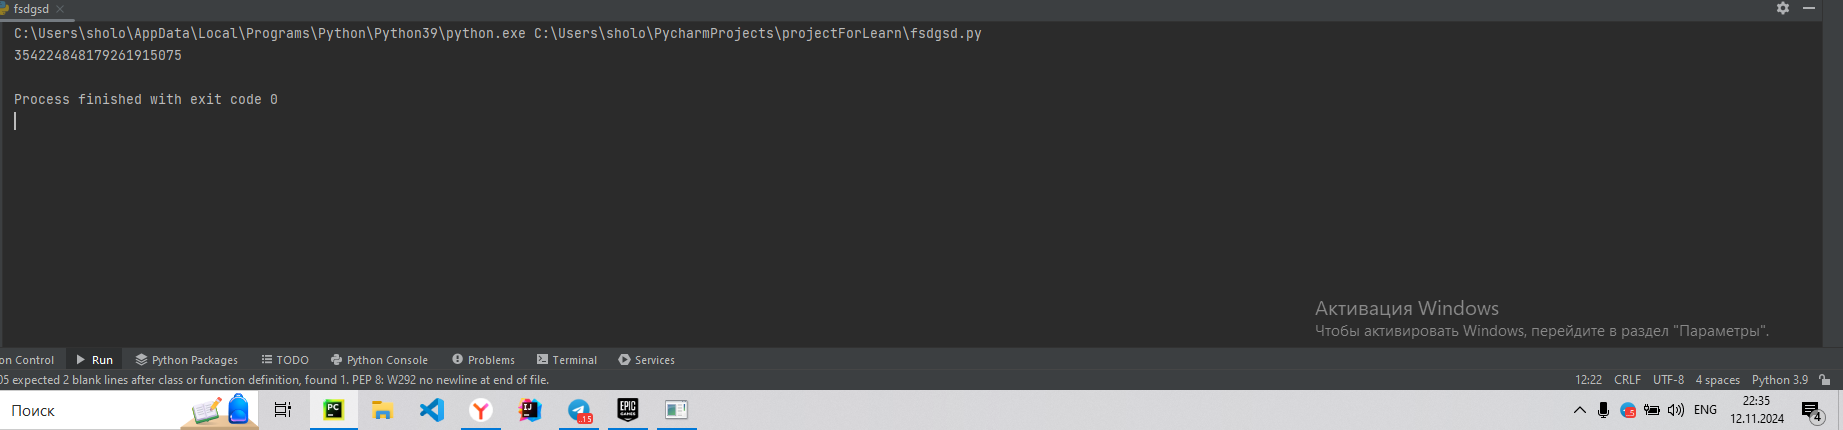 fsdgsd
C:\Users\sholo\AppData\Local\Programs\Python\Python39\python.exe C:\Users\sholo\PycharmProjects\projectForLearn\fsdgsd.py
354224848179261915075
Process finished with exit code 0
Активация Windows
Чтобы активировать Windows, перейдите в раздел "Параметры".
on Control Run Python Packages TODO Python Console Problems Terminal Services
05 expected 2 blank lines after class or function definition, found 1. PEP 8: W292 no newline at end of file. 12:22 CRLF UTF-8 4 spaces Python 3.9
Поиск PC Y IJ 15 EPIC GAMES 5 ENG 22:35
12.11.2024 4